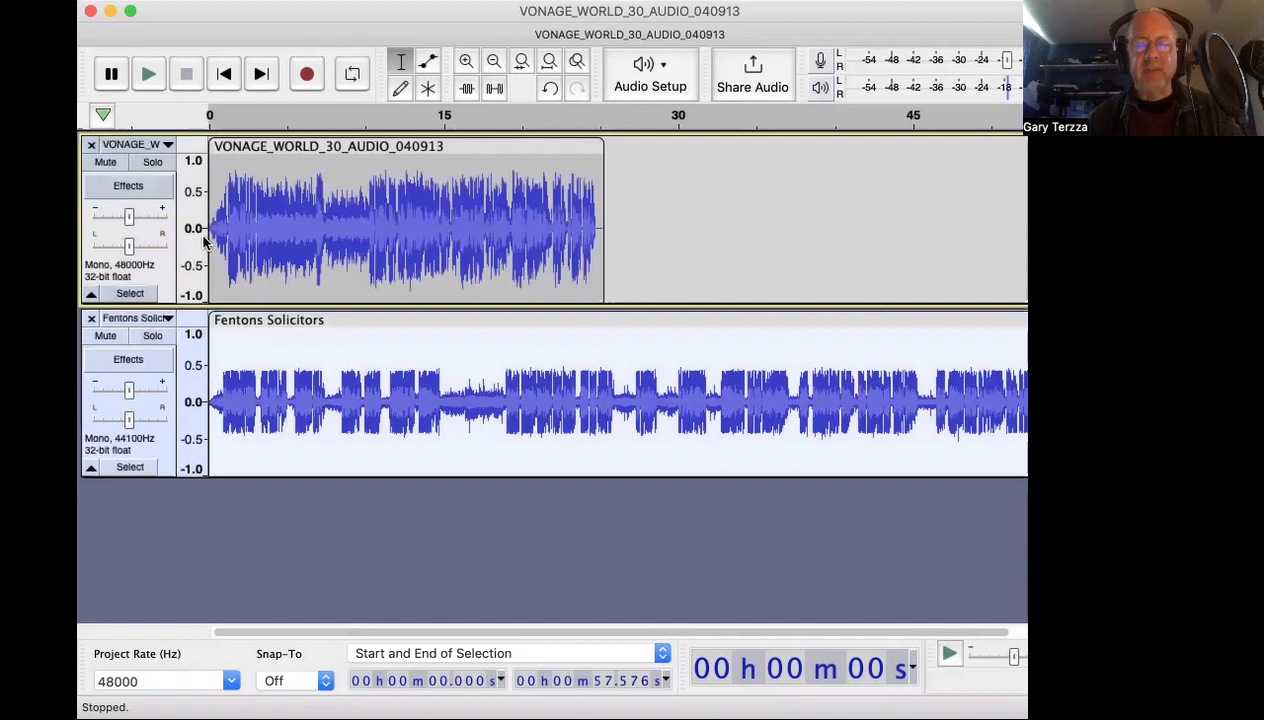 VONAGE_WORLD_30_AUDIO_040913
VONAGE_WORLD_30_AUDIO_040913
Audio Setup
Share Audio
L
R
-54 -48 -42 -36 -30 -24
L
R
-54 -48 -42 -36 -30 -24 -18
Gary Terzza
0 15 30 45
VONAGE_W
VONAGE_WORLD_30_AUDIO_040913
Mute Solo
Effects
- +
L R
Mono, 48000Hz
32-bit float
Select
1.0
0.5
0.0
-0.5
-1.0
Fentons Solici
Fentons Solicitors
Mute Solo
Effects
- +
L R
Mono, 44100Hz
32-bit float
Select
1.0
0.5
0.0
-0.5
-1.0
Project Rate (Hz)
Snap-To
Start and End of Selection
48000
Off
00 h 00 m 00.000 s
00 h 00 m 57.576 s
00 h 00 m 00 s
Stopped.